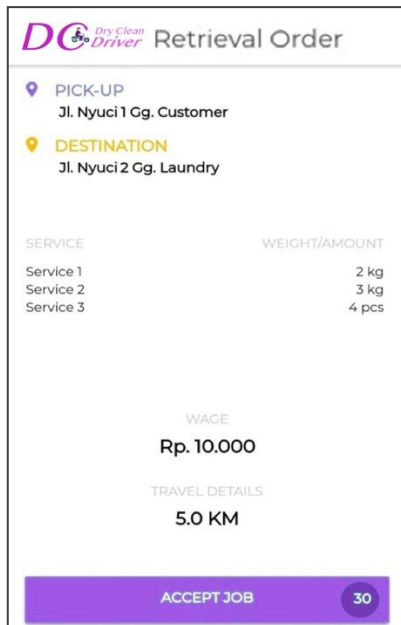 DC Dry Clean Driver Retrieval Order
PICK-UP
Jl. Nyuci 1 Gg. Customer
DESTINATION
Jl. Nyuci 2 Gg. Laundry
SERVICE WEIGHT/AMOUNT
Service 1 2 kg
Service 2 3 kg
Service 3 4 pcs
WAGE
Rp. 10.000
TRAVEL DETAILS
5.0 KM
ACCEPT JOB 30